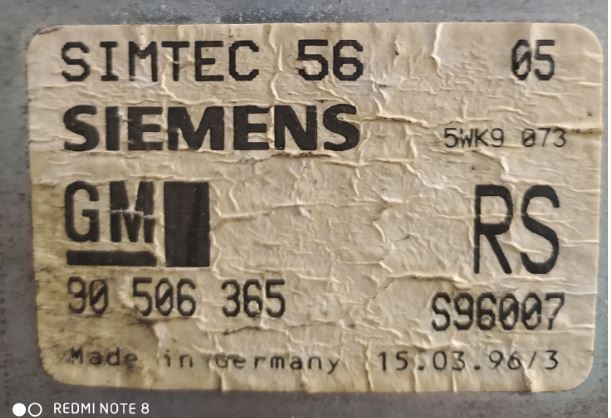 SIMTEC 56 05
SIEMENS 5WK9 073
GM RS
90 506 365 S96007
Made in Germany 15.03.96/3
REDMI NOTE 8